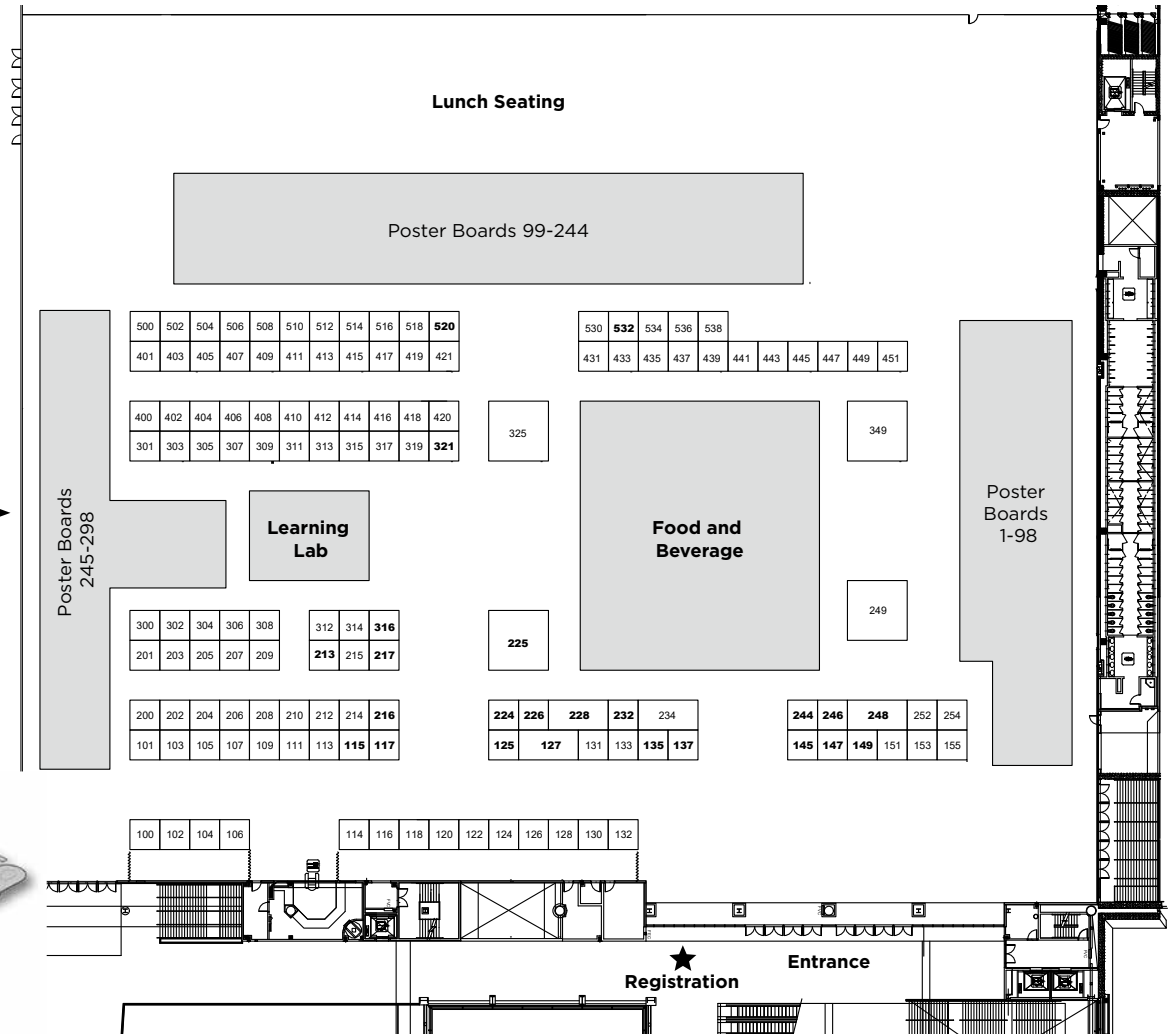 Lunch Seating
Poster Boards 99-244
500 502 504 506 508 510 512 514 516 518 520
530 532 534 536 538
401 403 405 407 409 411 413 415 417 419 421
431 433 435 437 439 441 443 445 447 449 451
400 402 404 406 408 410 412 414 416 418 420
301 303 305 307 309 311 313 315 317 319 321
325
349
Poster Boards
245-298
Learning
Lab
Food and
Beverage
Poster
Boards
1-98
300 302 304 306 308
312 314 316
201 203 205 207 209
213 215 217
225
249
200 202 204 206 208 210 212 214 216
224 226 228 232 234
244 246 248 252 254
101 103 105 107 109 111 113 115 117
125 127 131 133 135 137
145 147 149 151 153 155
100 102 104 106
114 116 118 120 122 124 126 128 130 132
Entrance
Registration